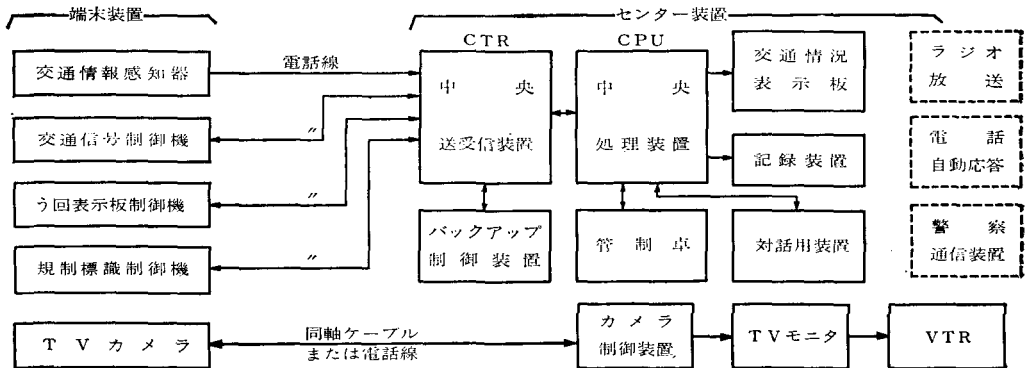 端末装置
センター装置
CTR
CPU
交通情報感知器
電話線
中央
送受信装置
中央
処理装置
交通情況
表示板
ラジオ
放送
交通信号制御機
〃
電話
自動応答
記録装置
う回表示板制御機
〃
バックアップ
制御装置
管制卓
対話用装置
警察
通信装置
規制標識制御機
〃
TVカメラ
同軸ケーブル
または電話線
カメラ
制御装置
TVモニタ
VTR